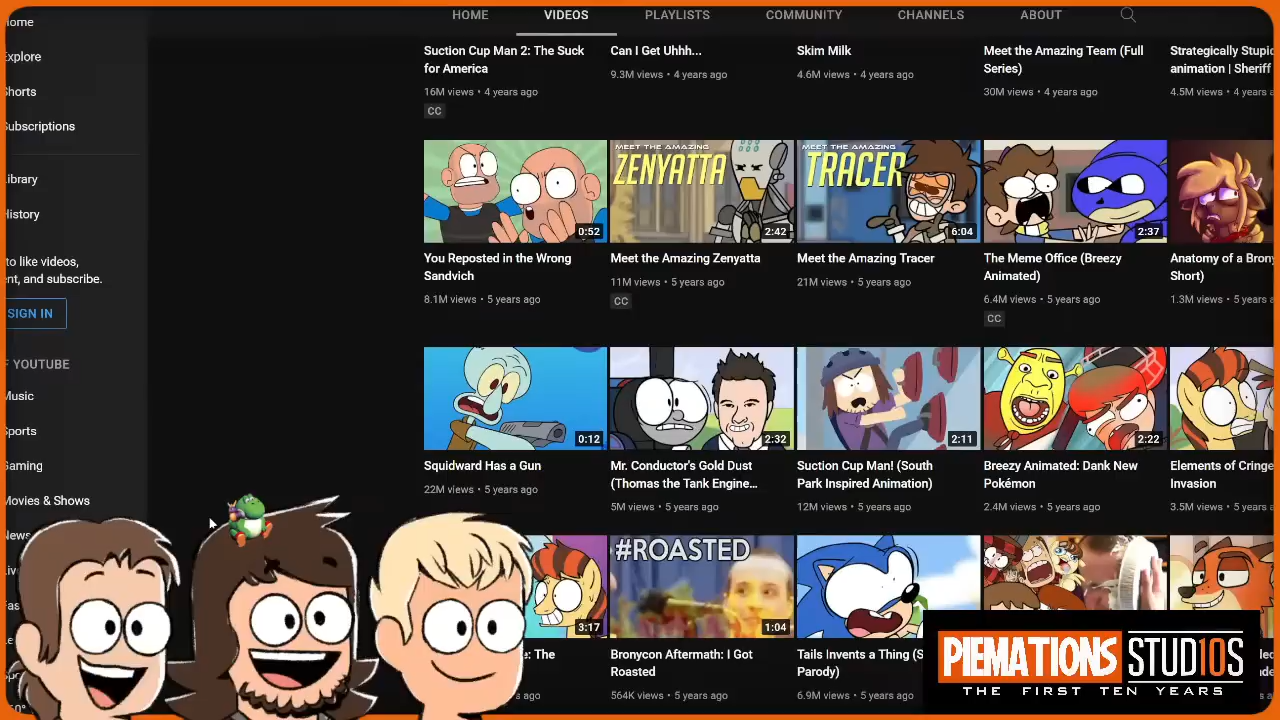 HOME VIDEOS PLAYLISTS COMMUNITY CHANNELS ABOUT
Home
Explore
Shorts
Subscriptions
Library
History
to like videos,
ent, and subscribe.
SIGN IN
F YOUTUBE
Music
Sports
Gaming
Movies & Shows
News
Suction Cup Man 2: The Suck
for America
16M views • 4 years ago
CC
Can I Get Uhhh...
9.3M views • 4 years ago
Skim Milk
4.6M views • 4 years ago
Meet the Amazing Team (Full
Series)
30M views • 4 years ago
Strategically Stupid
animation | Sheriff
4.5M views • 4 years a
0:52
You Reposted in the Wrong
Sandvich
8.1M views • 5 years ago
MEET THE AMAZING
ZENYATTA
2:42
Meet the Amazing Zenyatta
11M views • 5 years ago
CC
MEET THE AMAZING
TRACER
6:04
Meet the Amazing Tracer
21M views • 5 years ago
2:37
The Meme Office (Breezy
Animated)
6.4M views • 5 years ago
CC
Anatomy of a Brony
Short)
1.3M views • 5 years
0:12
Squidward Has a Gun
22M views • 5 years ago
2:32
Mr. Conductor's Gold Dust
(Thomas the Tank Engine...
5M views • 5 years ago
2:11
Suction Cup Man! (South
Park Inspired Animation)
12M views • 5 years ago
2:22
Breezy Animated: Dank New
Pokémon
2.4M views • 5 years ago
Elements of Cringe
Invasion
3.5M views • 5 years
3:17
e: The
ago
#ROASTED
1:04
Bronycon Aftermath: I Got
Roasted
564K views • 5 years ago
Tails Invents a Thing (S
Parody)
6.9M views • 5 years ago
PIEMATIONS STUD10S
THE FIRST TEN YEARS